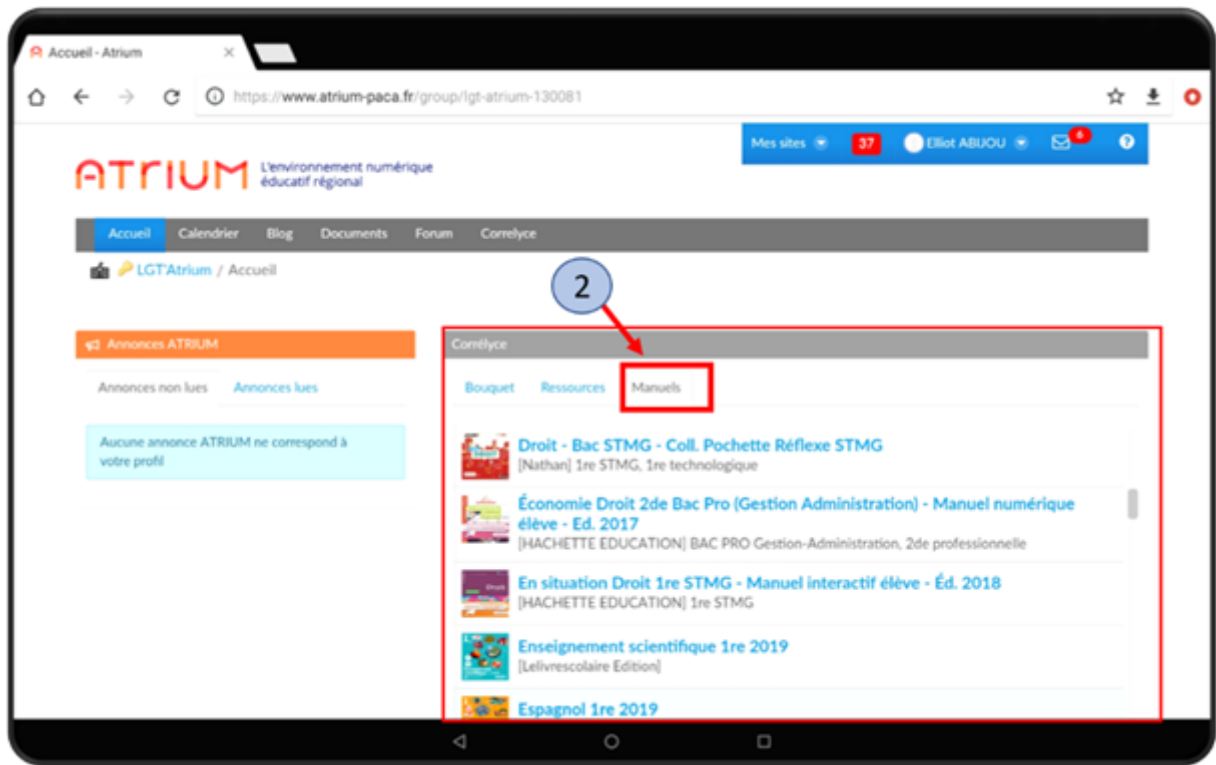 Accueil - Atrium
https://www.atrium-paca.fr/group/lgt-atrium-130081
Mes sites 37 Elliot ABIJOU 6 ?
ATrIUM L'environnement numérique
éducatif régional
Accueil Calendrier Blog Documents Forum Correlyce
LGT'Atrium / Accueil
2
Annonces ATRIUM
Annonces non lues Annonces lues
Aucune annonce ATRIUM ne correspond à
votre profil
Corrélyce
Bouquet Ressources Manuels
Droit - Bac STMG - Coll. Pochette Réflexe STMG
[Nathan] 1re STMG, 1re technologique
Économie Droit 2de Bac Pro (Gestion Administration) - Manuel numérique
élève - Ed. 2017
[HACHETTE EDUCATION] BAC PRO Gestion-Administration, 2de professionnelle
En situation Droit 1re STMG - Manuel interactif élève - Éd. 2018
[HACHETTE EDUCATION] 1re STMG
Enseignement scientifique 1re 2019
[Lelivrescolaire Edition]
Espagnol 1re 2019